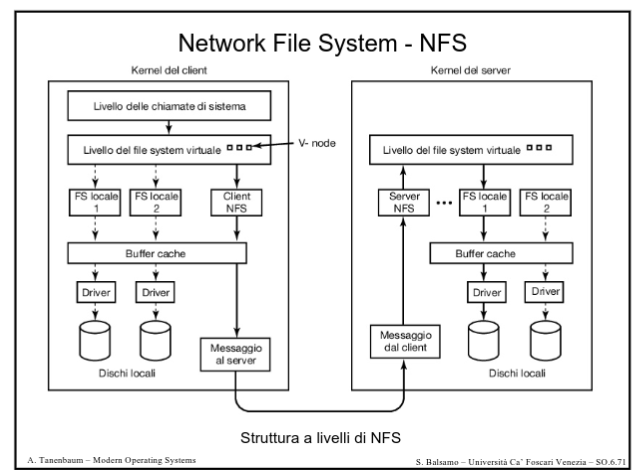 Network File System - NFS
Kernel del client
Kernel del server
Livello delle chiamate di sistema
Livello del file system virtuale
V- node
Livello del file system virtuale
FS locale
1
FS locale
2
Client
NFS
Server
NFS
FS locale
1
FS locale
2
Buffer cache
Buffer cache
Driver
Driver
Driver
Driver
Messaggio
al server
Messaggio
dal client
Dischi locali
Dischi locali
Struttura a livelli di NFS
A. Tanenbaum – Modern Operating Systems
S. Balsamo – Università Ca’ Foscari Venezia – SO.6.71